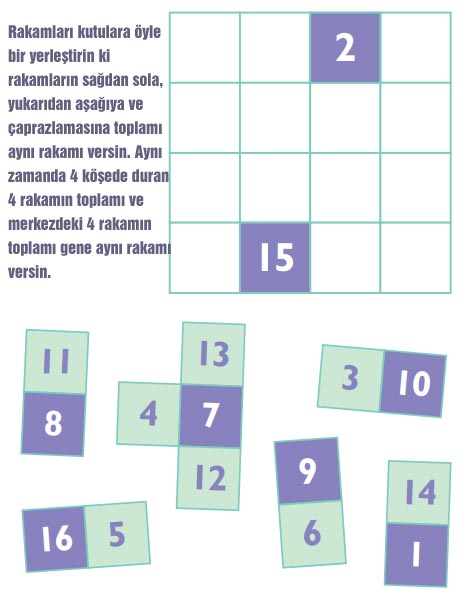 Rakamları kutulara öyle
bir yerleştirin ki
rakamların sağdan sola,
yukarıdan aşağıya ve
çaprazlamasına toplamı
aynı rakamı versin. Aynı
zamanda 4 köşede duran
4 rakamın toplamı ve
merkezdeki 4 rakamın
toplamı gene aynı rakamı
versin.
2
15
11
8
13
4 7
12
3 10
9
6
14
1
16 5